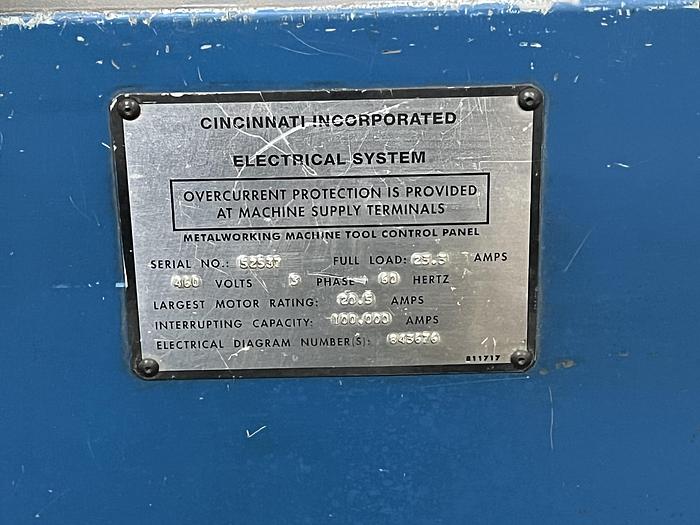 CINCINNATI INCORPORATED
ELECTRICAL SYSTEM
OVERCURRENT PROTECTION IS PROVIDED
AT MACHINE SUPPLY TERMINALS
METALWORKING MACHINE TOOL CONTROL PANEL
SERIAL NO.: FULL LOAD: AMPS
460 VOLTS 3 PHASE 60 HERTZ
LARGEST MOTOR RATING: 20.5 AMPS
INTERRUPTING CAPACITY: 100,000 AMPS
ELECTRICAL DIAGRAM NUMBER(S): 843676
811717